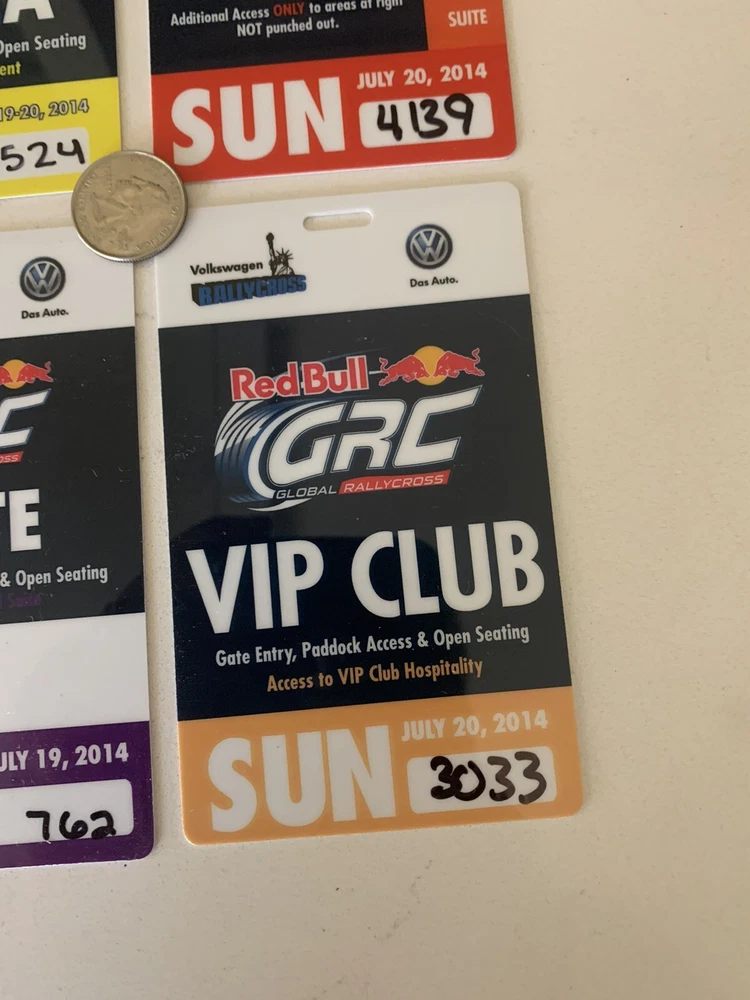 A
Open Seating
ent
19-20, 2014
524
Additional Access ONLY to areas at right
NOT punched out.
SUITE
SUN
JULY 20, 2014
4139
Das Auto.
C
TE
& Open Seating
JULY 19, 2014
762
Volkswagen
RALLYCROSS
Das Auto.
Red Bull
GRC
GLOBAL RALLYCROSS
VIP CLUB
Gate Entry, Paddock Access & Open Seating
Access to VIP Club Hospitality
SUN
JULY 20, 2014
3033